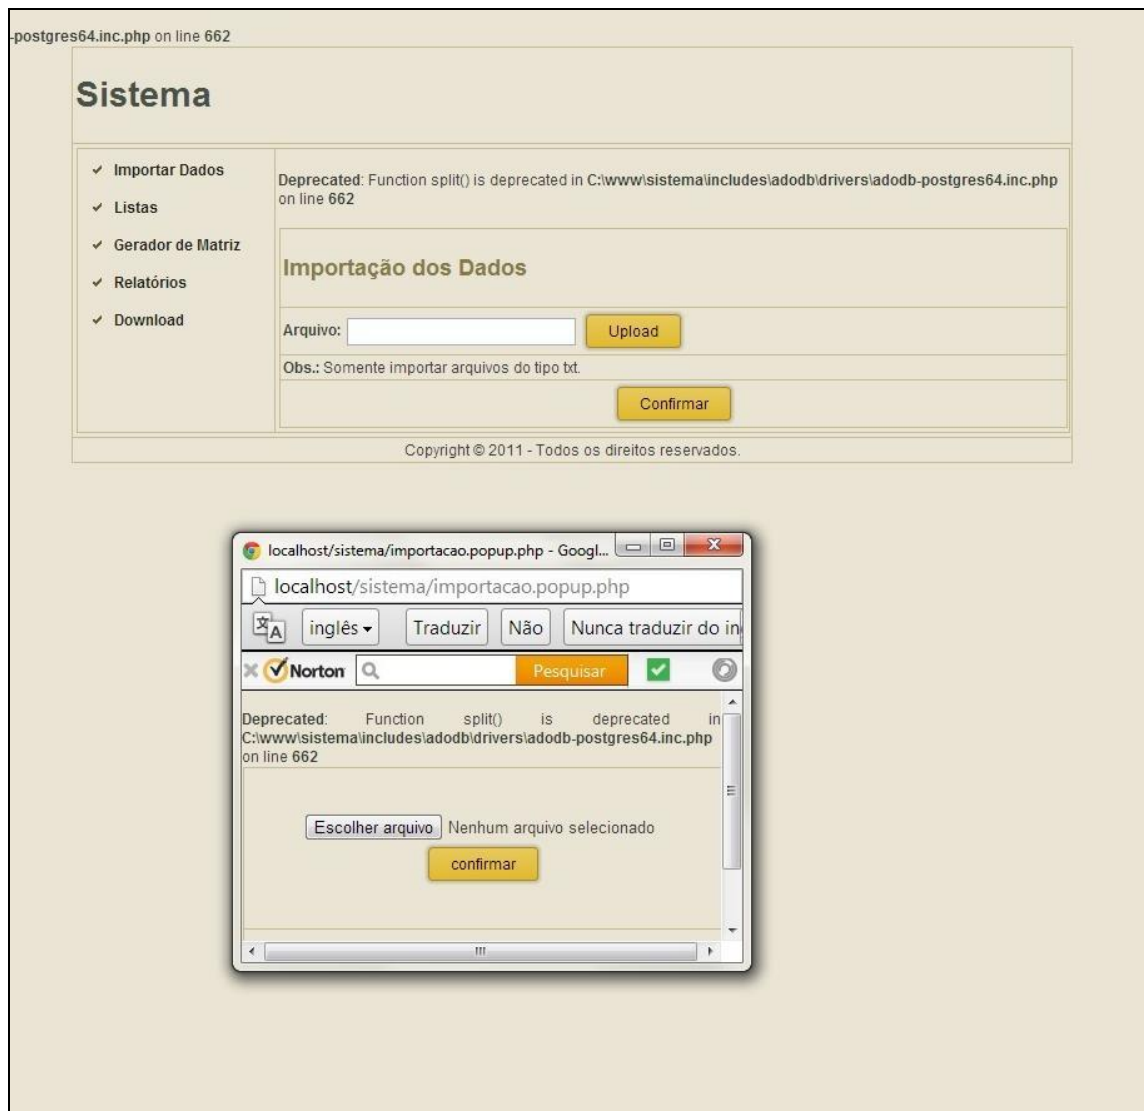 -postgres64.inc.php on line 662
Sistema
Importar Dados
Listas
Gerador de Matriz
Relatórios
Download
Deprecated: Function split() is deprecated in C:\www\sistema\includes\adodb\drivers\adodb-postgres64.inc.php
on line 662
Importação dos Dados
Arquivo: Upload
Obs.: Somente importar arquivos do tipo txt.
Confirmar
Copyright © 2011 - Todos os direitos reservados.
localhost/sistema/importacao.popup.php - Googl...
localhost/sistema/importacao.popup.php
inglês Traduzir Não Nunca traduzir do in
Norton Pesquisar
Deprecated: Function split() is deprecated in
C:\www\sistema\includes\adodb\drivers\adodb-postgres64.inc.php
on line 662
Escolher arquivo Nenhum arquivo selecionado
confirmar